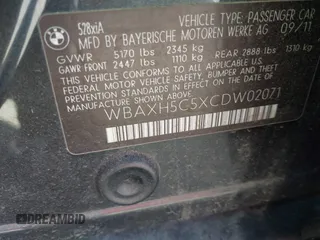 528xiA
VEHICLE TYPE: PASSENGER CAR
MFD BY BAYERISCHE MOTOREN WERKE AG 09/11
GVWR 5170 lbs 2345 kg
GAWR
FRONT 2447 lbs 1110 kg REAR 2888 lbs 1310 kg
THIS VEHICLE CONFORMS TO ALL APPLICABLE
FEDERAL MOTOR VEHICLE SAFETY, BUMPER, AND
THEFT PREVENTION STANDARDS IN EFFECT ON THE
DATE OF MANUFACTURE SHOWN ABOVE.
WBAXH5C5XCDW02071
DREAMBID